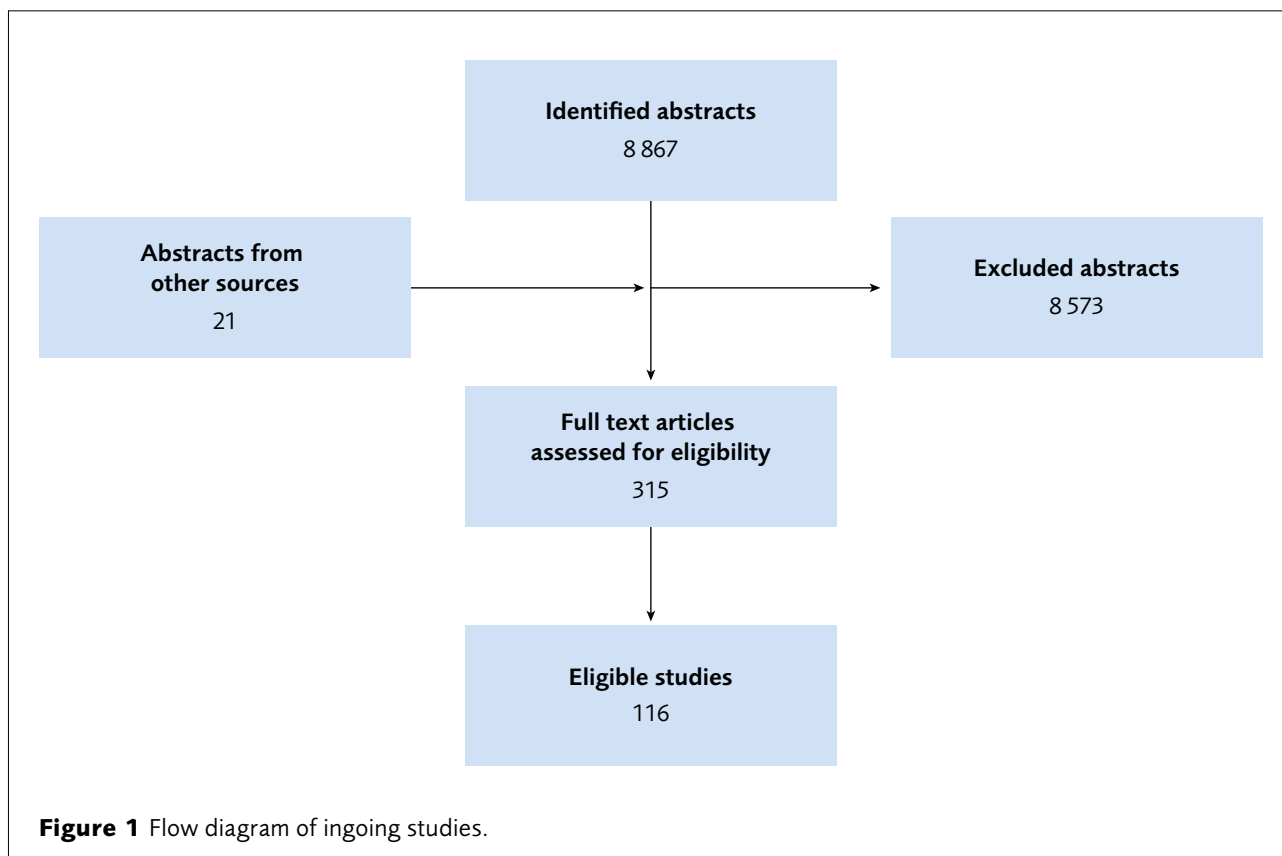 Identified abstracts
8 867
Abstracts from
other sources
21
Excluded abstracts
8 573
Full text articles
assessed for eligibility
315
Eligible studies
116
Figure 1 Flow diagram of ingoing studies.